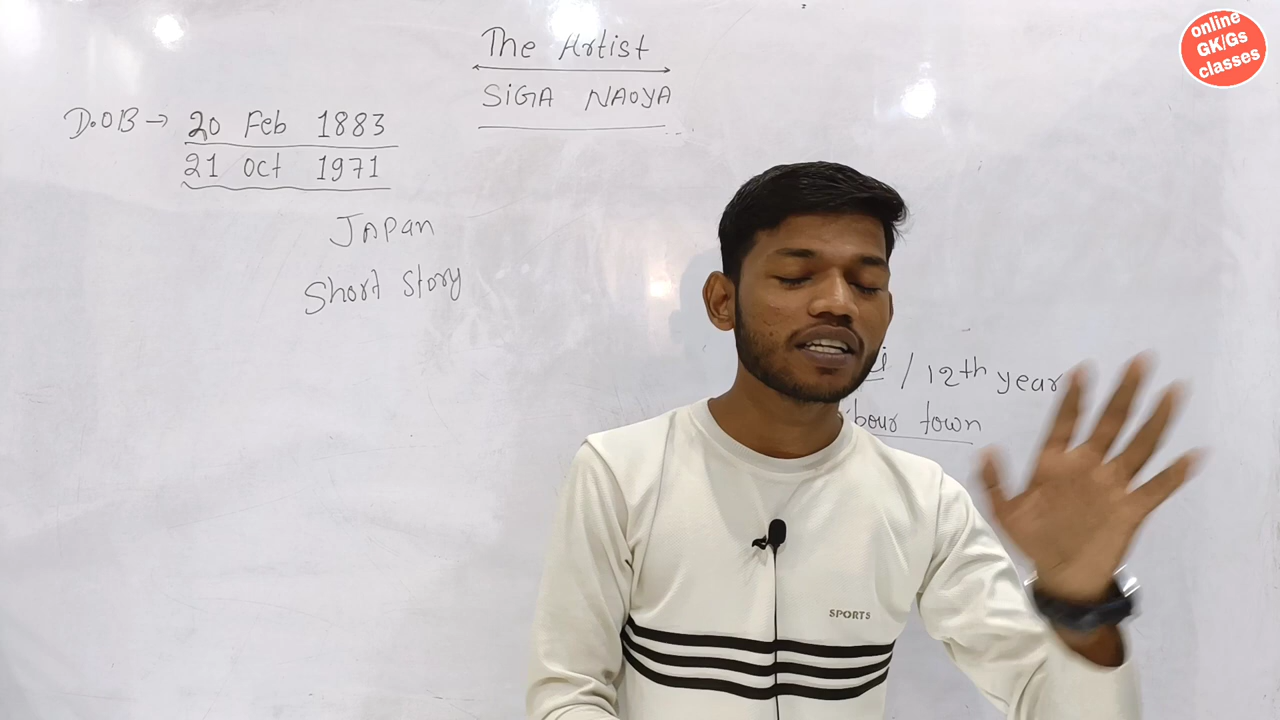 The Artist
SiGA NAOYA
D.OB → 20 Feb 1883
21 oct 1971
JAPan
Short Story
/ 12th year
bour town
SPORTS
online
GK/Gs
classes